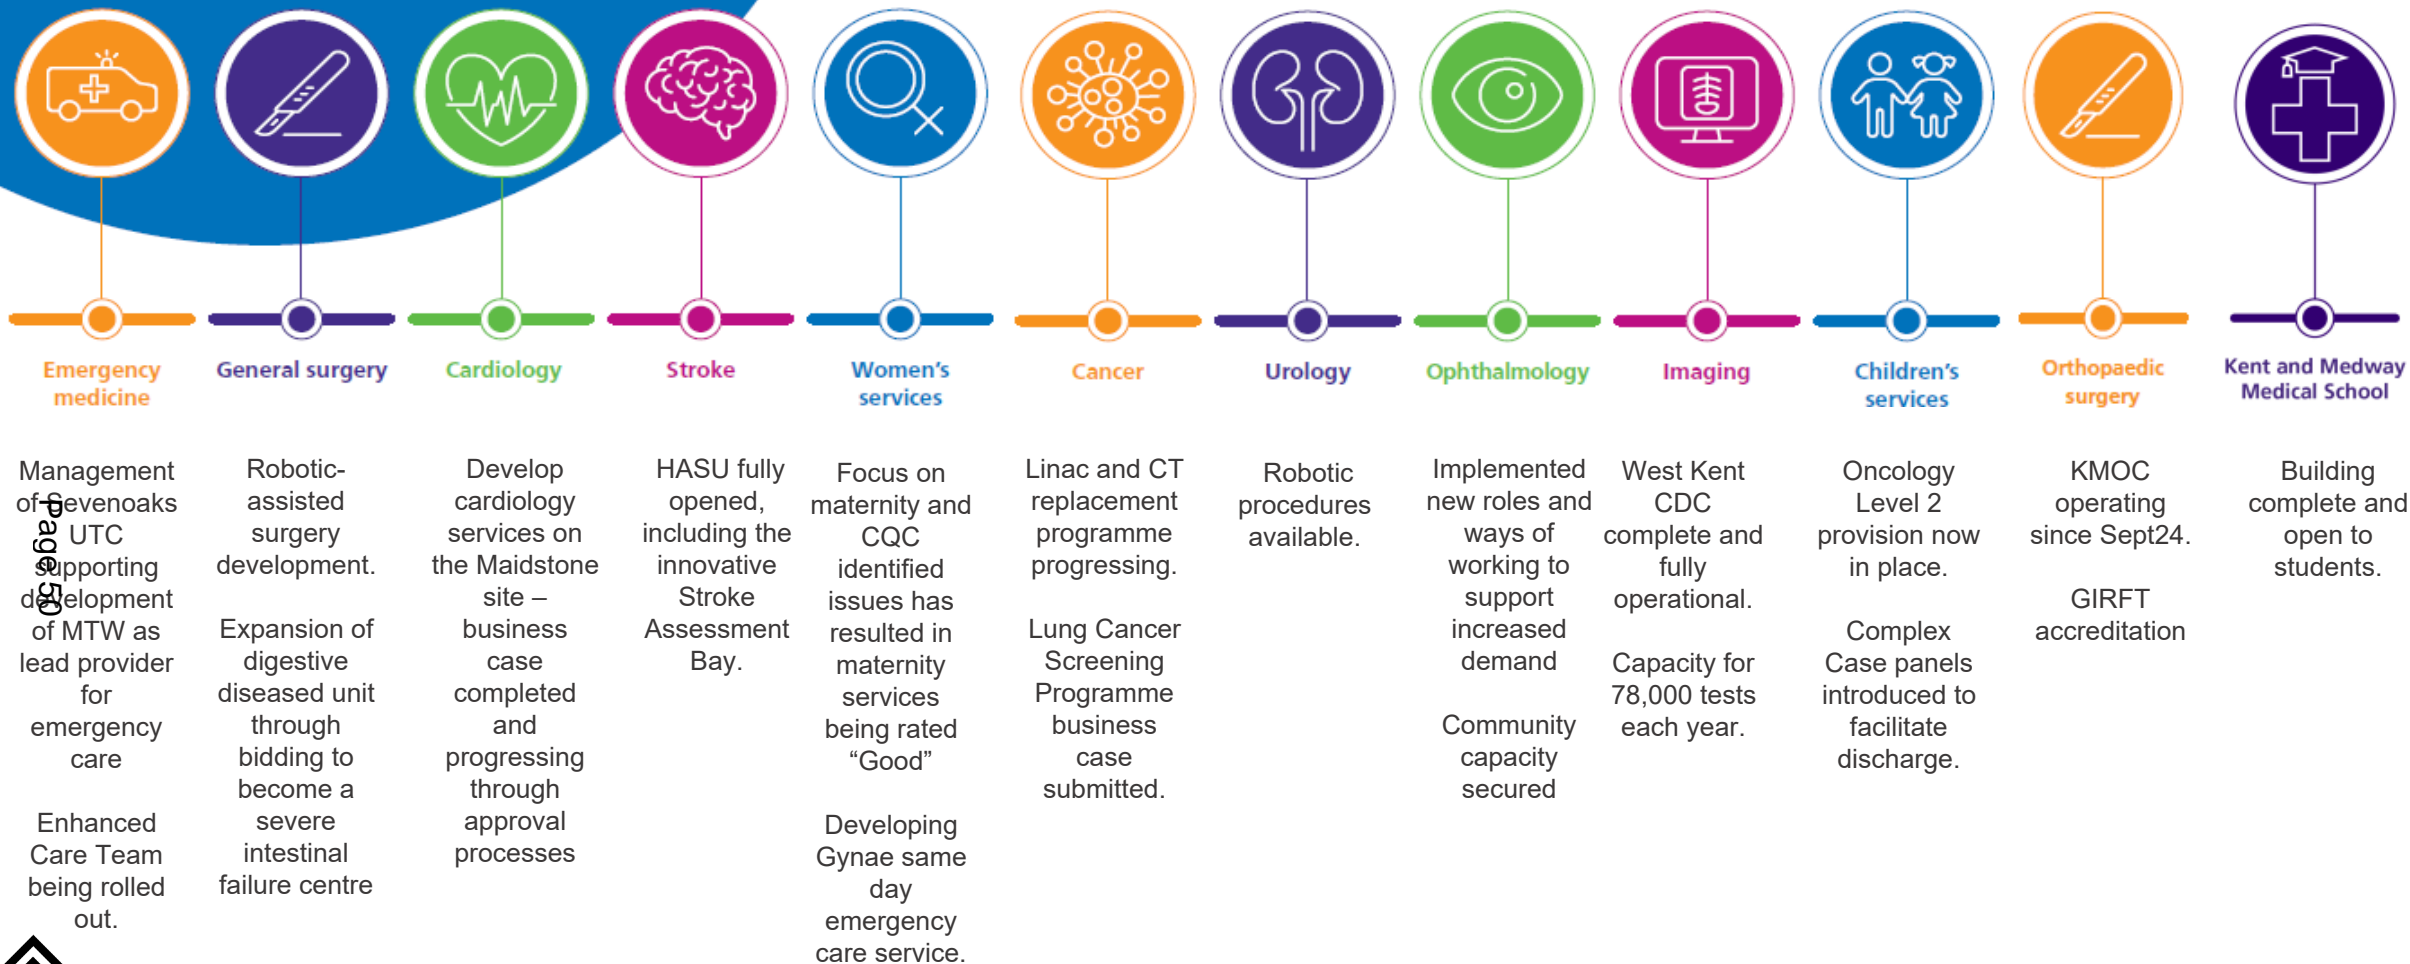 Emergency
medicine
Management
of Sevenoaks
UTC
supporting
development
of MTW as
lead provider
for
emergency
care
Enhanced
Care Team
being rolled
out.
General surgery
Robotic-
assisted
surgery
development.
Expansion of
digestive
diseased unit
through
bidding to
become a
severe
intestinal
failure centre
Cardiology
Develop
cardiology
services on
the Maidstone
site –
business
case
completed
and
progressing
through
approval
processes
Stroke
HASU fully
opened,
including the
innovative
Stroke
Assessment
Bay.
Women's
services
Focus on
maternity and
CQC
identified
issues has
resulted in
maternity
services
being rated
“Good”
Developing
Gynae same
day
emergency
care service.
Cancer
Linac and CT
replacement
programme
progressing.
Lung Cancer
Screening
Programme
business
case
submitted.
Urology
Robotic
procedures
available.
Ophthalmology
Implemented
new roles and
ways of
working to
support
increased
demand
Community
capacity
secured
Imaging
West Kent
CDC
complete and
fully
operational.
Capacity for
78,000 tests
each year.
Children's
services
Oncology
Level 2
provision now
in place.
Complex
Case panels
introduced to
facilitate
discharge.
Orthopaedic
surgery
KMOC
operating
since Sept24.
GIRFT
accreditation
Kent and Medway
Medical School
Building
complete and
open to
students.
Page 50